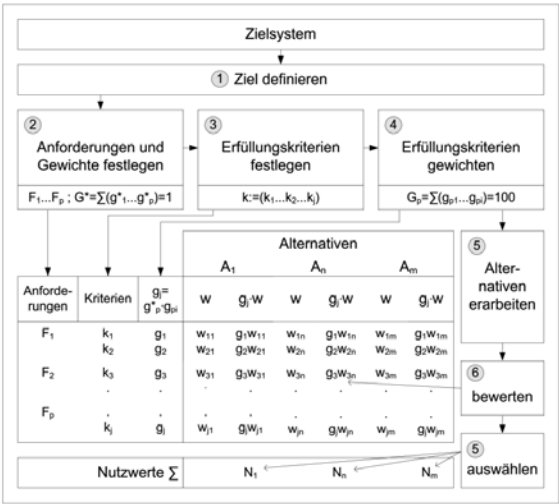 Zielsystem
1 Ziel definieren
2
Anforderungen und
Gewichte festlegen
F₁...Fₚ ; G*=∑(g*₁...g*ₚ)=1
3
Erfüllungskriterien
festlegen
k:=(k₁...k₂...kⱼ)
4
Erfüllungskriterien
gewichten
Gₚ=∑(gₚ₁...gₚᵢ)=100
Alternativen
A₁ Aₙ Aₘ
Anforde-
rungen
Kriterien
gⱼ=
g*ₚ·gₚᵢ
w gⱼ·w w gⱼ·w w gⱼ·w
F₁ k₁ g₁ w₁₁ g₁w₁₁ w₁ₙ g₁w₁ₙ w₁ₘ g₁w₁ₘ
k₂ g₂ w₂₁ g₂w₂₁ w₂ₙ g₂w₂ₙ w₂ₘ g₂w₂ₘ
F₂ k₃ g₃ w₃₁ g₃w₃₁ w₃ₙ g₃w₃ₙ w₃ₘ g₃w₃ₘ
. . . . . . . . .
Fₚ . . . . . . . .
kⱼ gⱼ wⱼ₁ gⱼwⱼ₁ wⱼₙ gⱼwⱼₙ wⱼₘ gⱼwⱼₘ
Nutzwerte ∑ N₁ Nₙ Nₘ
5
Alter-
nativen
erarbeiten
6
bewerten
5
auswählen